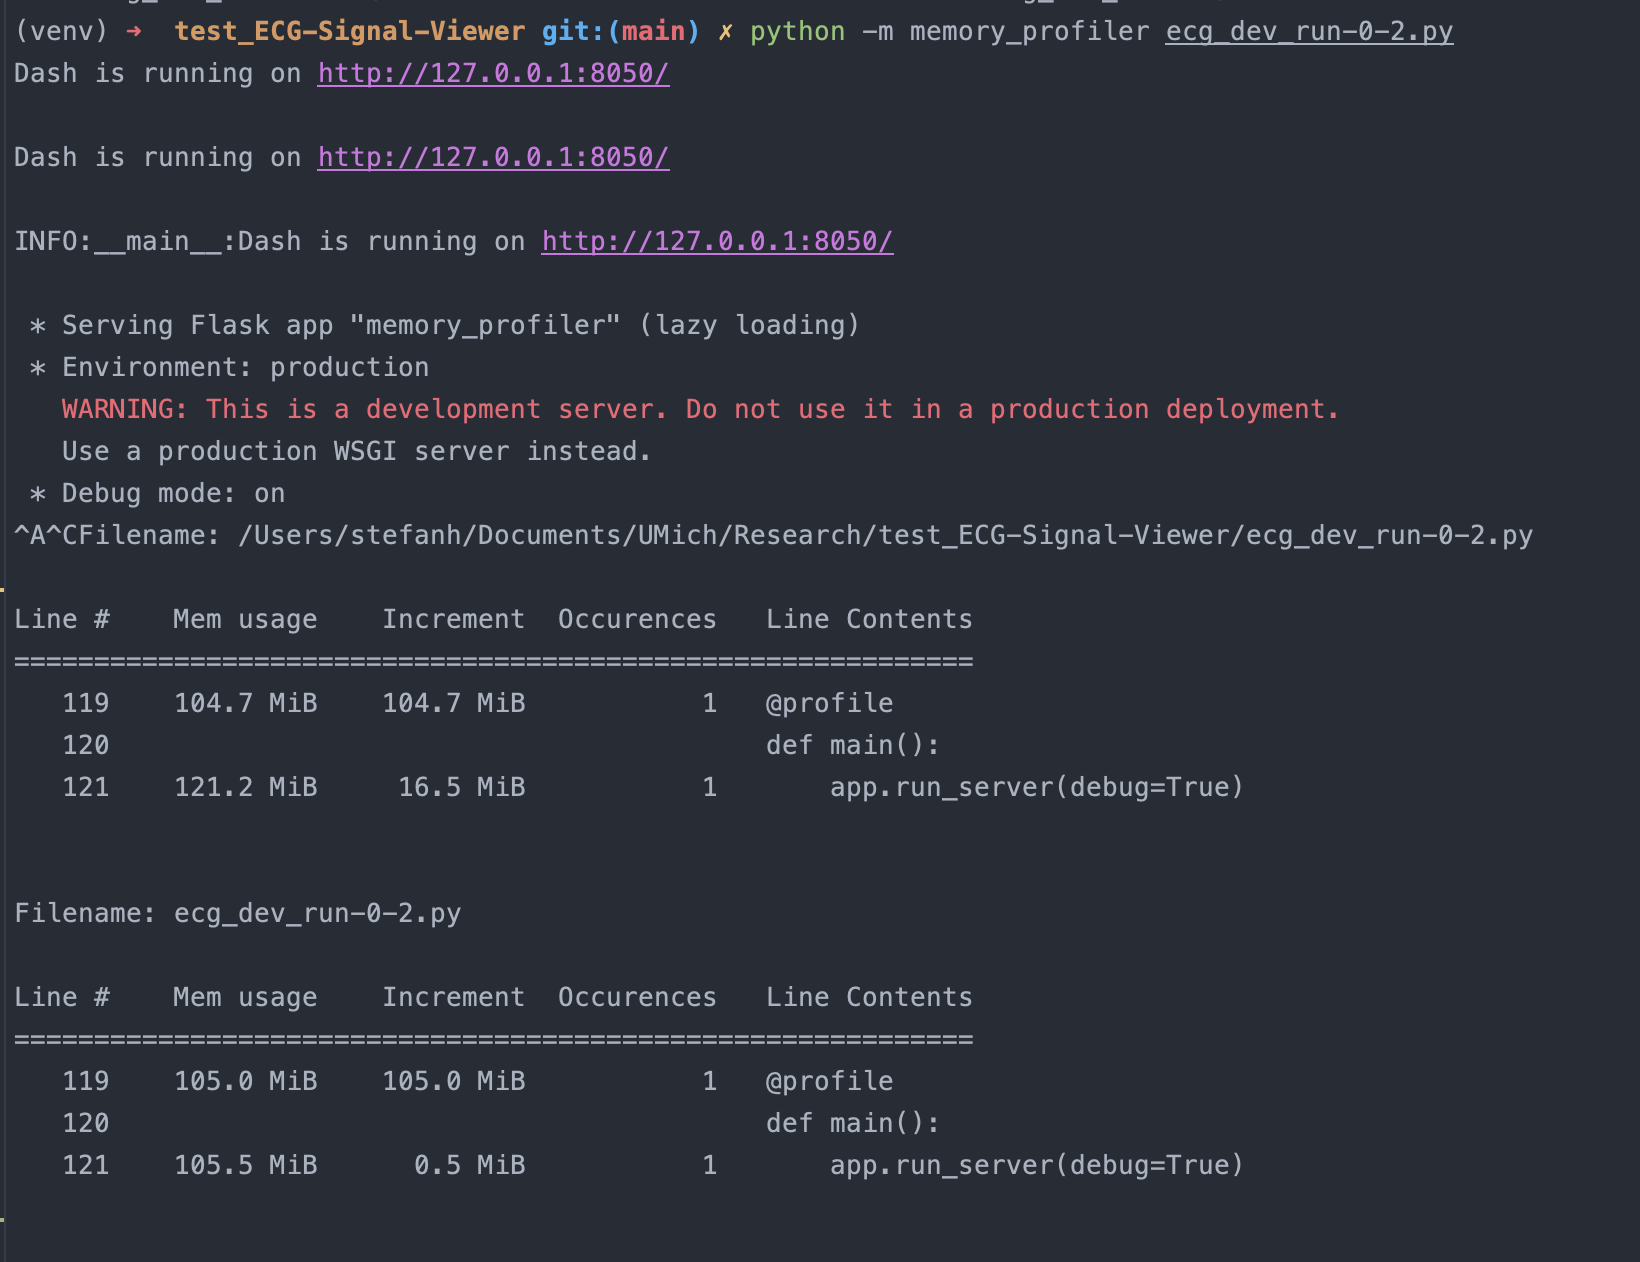 (venv) ➜  test_ECG-Signal-Viewer git:(main) ✗ python -m memory_profiler ecg_dev_run-0-2.py
Dash is running on http://127.0.0.1:8050/
Dash is running on http://127.0.0.1:8050/
INFO:__main__:Dash is running on http://127.0.0.1:8050/
 * Serving Flask app "memory_profiler" (lazy loading)
 * Environment: production
   WARNING: This is a development server. Do not use it in a production deployment.
   Use a production WSGI server instead.
 * Debug mode: on
^A^CFilename: /Users/stefanh/Documents/UMich/Research/test_ECG-Signal-Viewer/ecg_dev_run-0-2.py
Line #    Mem usage    Increment  Occurences   Line Contents
============================================================
   119    104.7 MiB    104.7 MiB           1   @profile
   120                                         def main():
   121    121.2 MiB     16.5 MiB           1       app.run_server(debug=True)
Filename: ecg_dev_run-0-2.py
Line #    Mem usage    Increment  Occurences   Line Contents
============================================================
   119    105.0 MiB    105.0 MiB           1   @profile
   120                                         def main():
   121    105.5 MiB      0.5 MiB           1       app.run_server(debug=True)